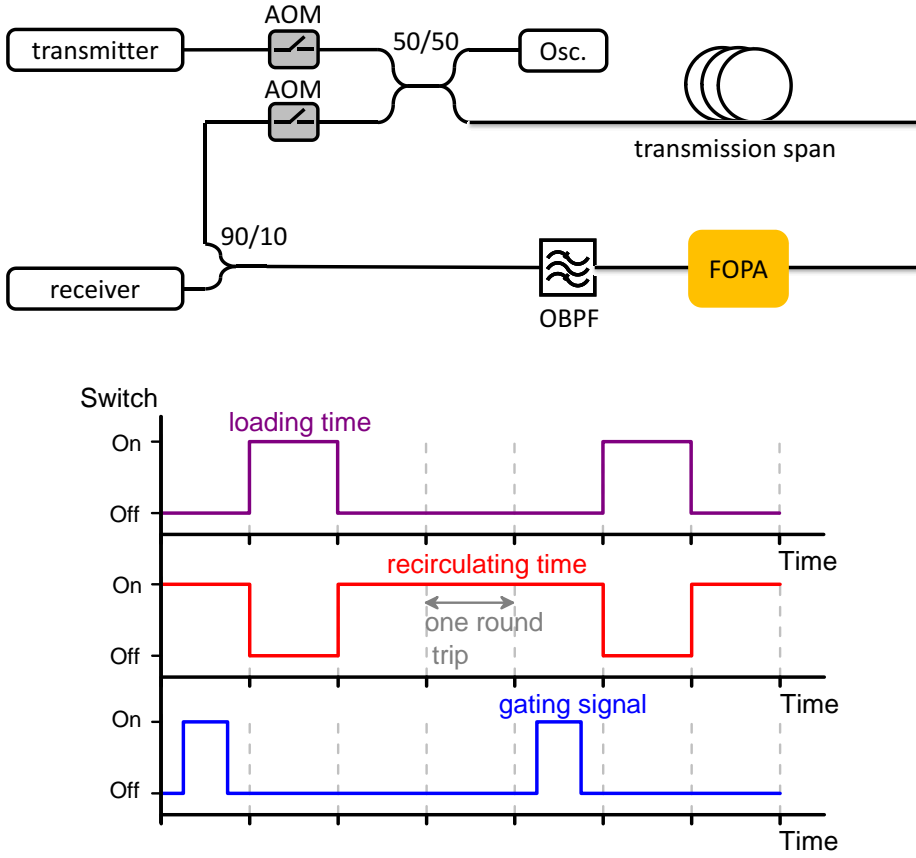 AOM
transmitter
50/50
Osc.
AOM
transmission span
90/10
FOPA
receiver
OBPF
Switch
loading time
On
Off
Time
recirculating time
On
one round
trip
Off
Time
gating signal
On
Off
Time